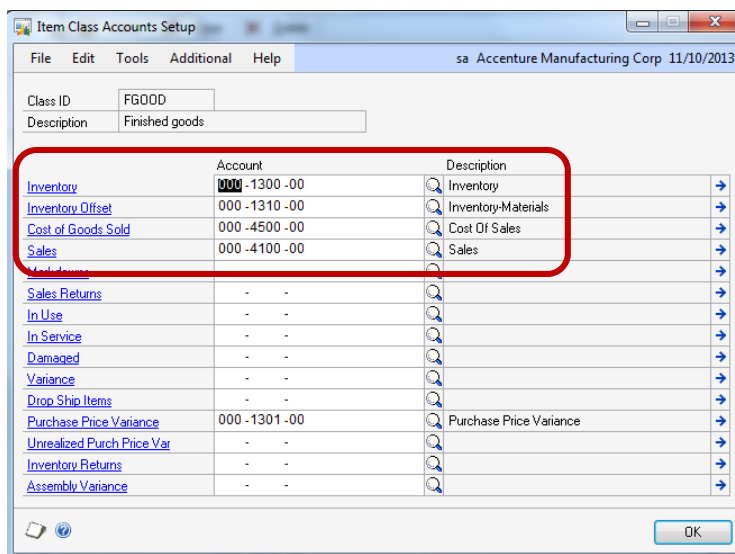 Item Class Accounts Setup
File Edit Tools Additional Help sa Accenture Manufacturing Corp 11/10/2013
Class ID FGOOD
Description Finished goods
Account Description
Inventory 000 -1300 -00 Inventory
Inventory Offset 000 -1310 -00 Inventory-Materials
Cost of Goods Sold 000 -4500 -00 Cost Of Sales
Sales 000 -4100 -00 Sales
Markdowns
Sales Returns - -
In Use - -
In Service - -
Damaged - -
Variance - -
Drop Ship Items - -
Purchase Price Variance 000 -1301 -00 Purchase Price Variance
Unrealized Purch Price Var - -
Inventory Returns - -
Assembly Variance - -
OK